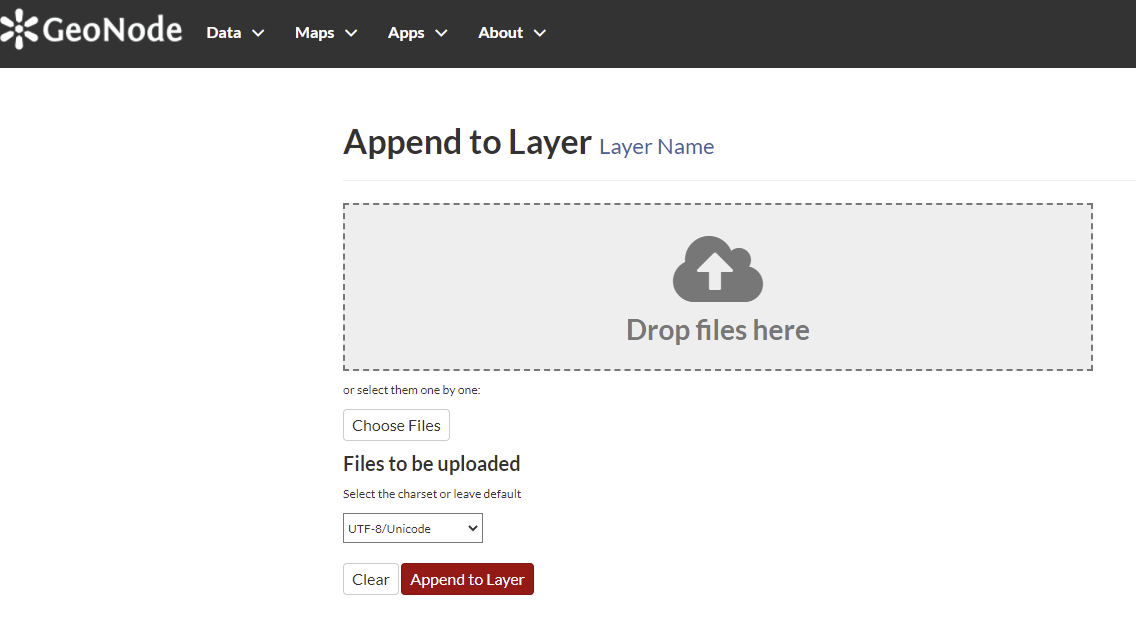 GeoNode Data Maps Apps About
Append to Layer Layer Name
Drop files here
or select them one by one:
Choose Files
Files to be uploaded
Select the charset or leave default
UTF-8/Unicode
Clear Append to Layer